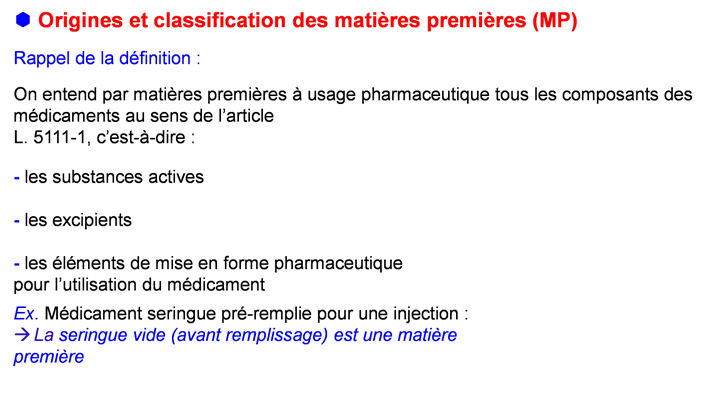 Origines et classification des matières premières (MP)
Rappel de la définition :
On entend par matières premières à usage pharmaceutique tous les composants des
médicaments au sens de l’article
L. 5111-1, c’est-à-dire :
- les substances actives
- les excipients
- les éléments de mise en forme pharmaceutique
pour l’utilisation du médicament
Ex. Médicament seringue pré-remplie pour une injection :
→ La seringue vide (avant remplissage) est une matière
première